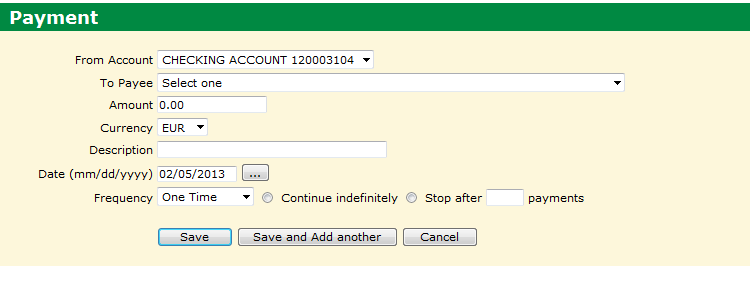 Payment
From Account CHECKING ACCOUNT 120003104
To Payee Select one
Amount 0.00
Currency EUR
Description
Date (mm/dd/yyyy) 02/05/2013 ...
Frequency One Time Continue indefinitely Stop after payments
Save Save and Add another Cancel